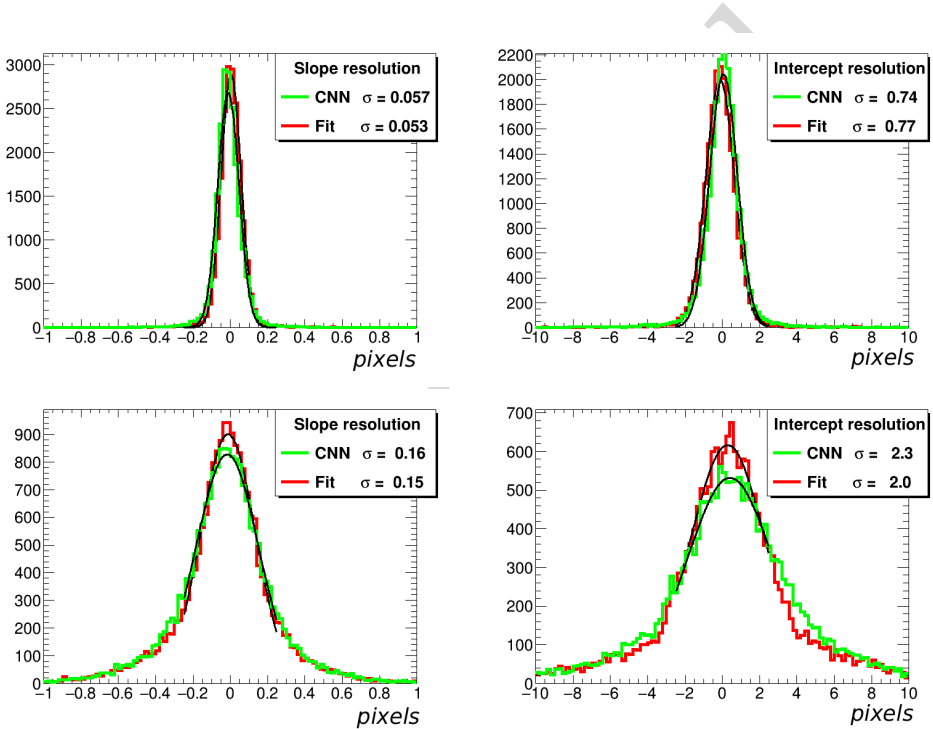 Slope resolution
CNN σ = 0.057
Fit σ = 0.053
3000
2500
2000
1500
1000
500
0
−1 −0.8 −0.6 −0.4 −0.2 0 0.2 0.4 0.6 0.8 1
pixels
Intercept resolution
CNN σ = 0.74
Fit σ = 0.77
2200
2000
1800
1600
1400
1200
1000
800
600
400
200
0
−10 −8 −6 −4 −2 0 2 4 6 8 10
pixels
Slope resolution
CNN σ = 0.16
Fit σ = 0.15
900
800
700
600
500
400
300
200
100
0
−1 −0.8 −0.6 −0.4 −0.2 0 0.2 0.4 0.6 0.8 1
pixels
Intercept resolution
CNN σ = 2.3
Fit σ = 2.0
700
600
500
400
300
200
100
0
−10 −8 −6 −4 −2 0 2 4 6 8 10
pixels